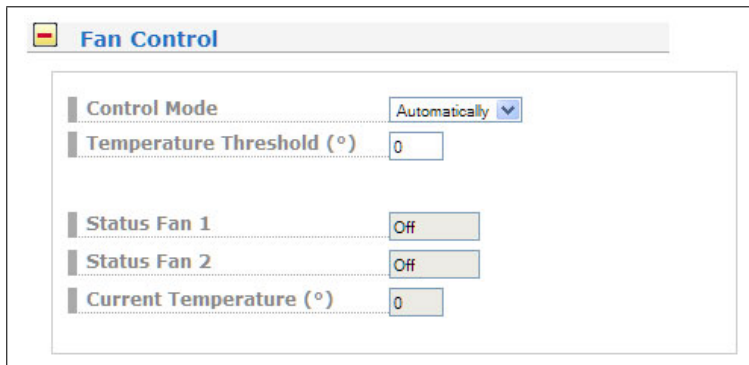 Fan Control
Control Mode Automatically
Temperature Threshold (°) 0
Status Fan 1 Off
Status Fan 2 Off
Current Temperature (°) 0